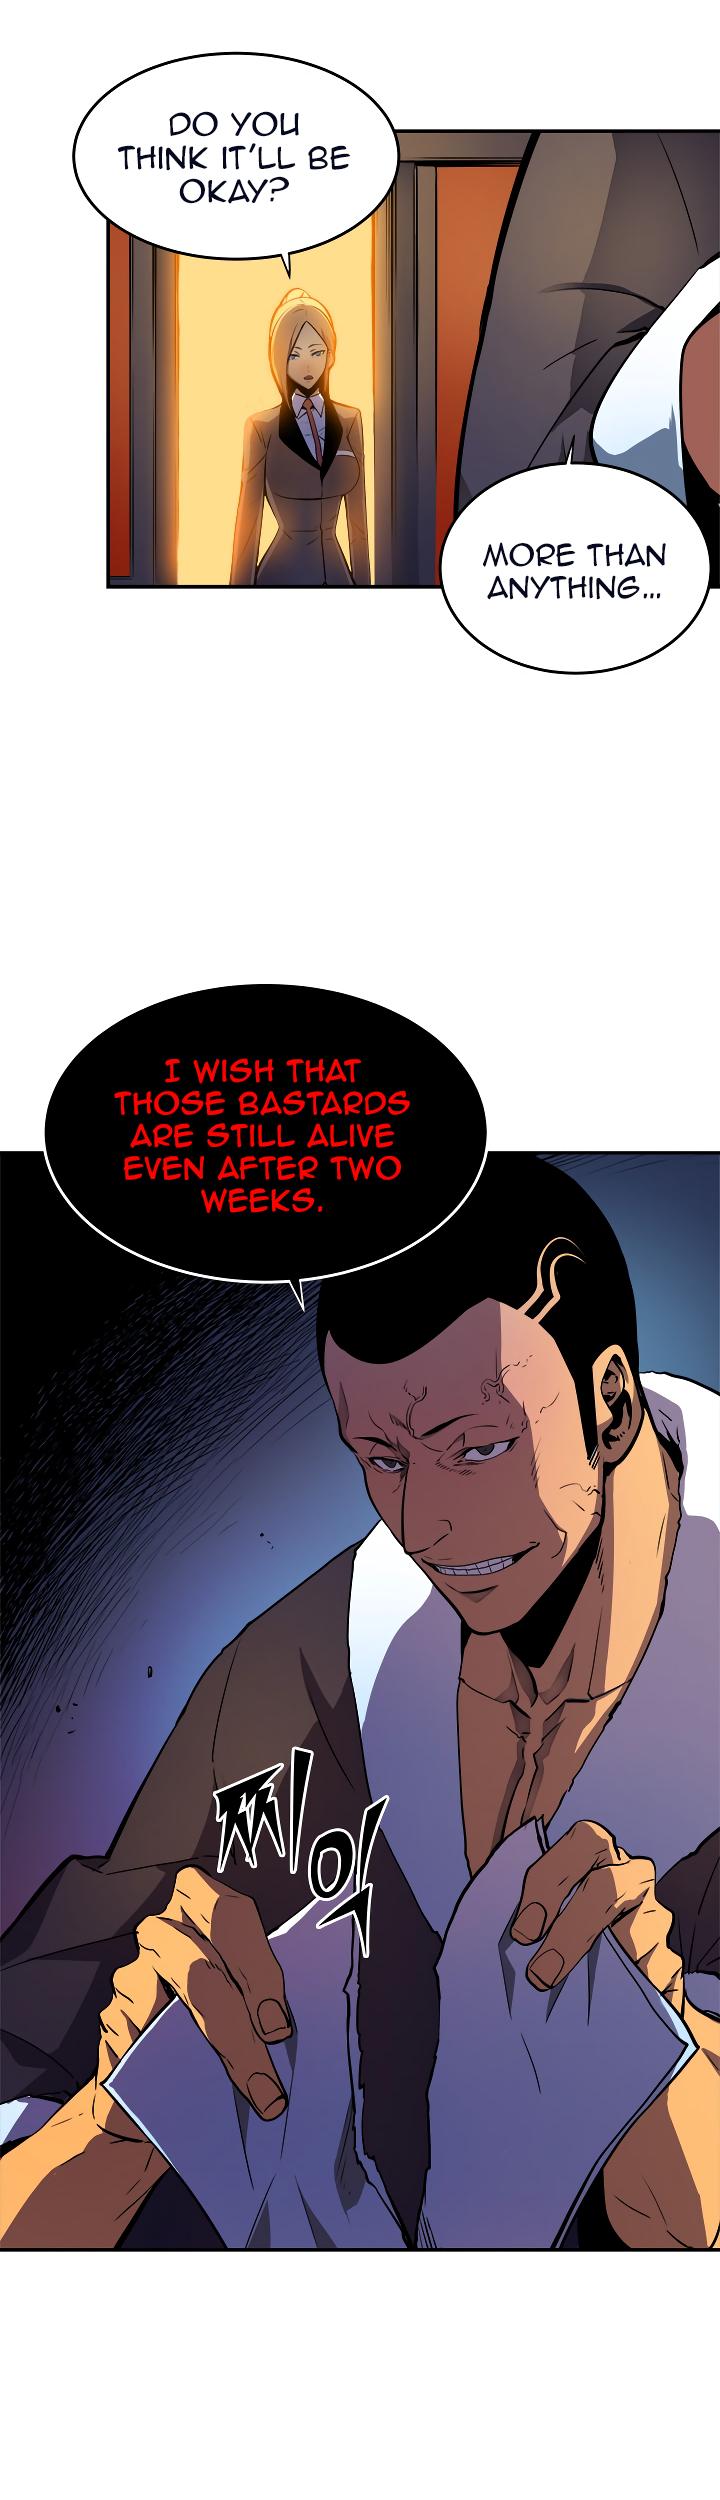 DO YOU
THINK IT'LL BE
OKAY?
MORE THAN
ANYTHING...
I WISH THAT
THOSE BASTARDS
ARE STILL ALIVE
EVEN AFTER TWO
WEEKS.
찌익